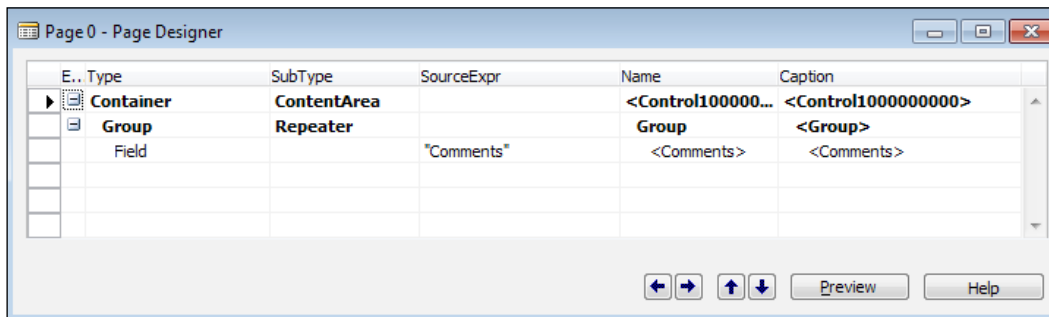 Page 0 - Page Designer
E.. Type SubType SourceExpr Name Caption
Container ContentArea <Control100000... <Control1000000000>
Group Repeater Group <Group>
Field "Comments" <Comments> <Comments>
Preview Help